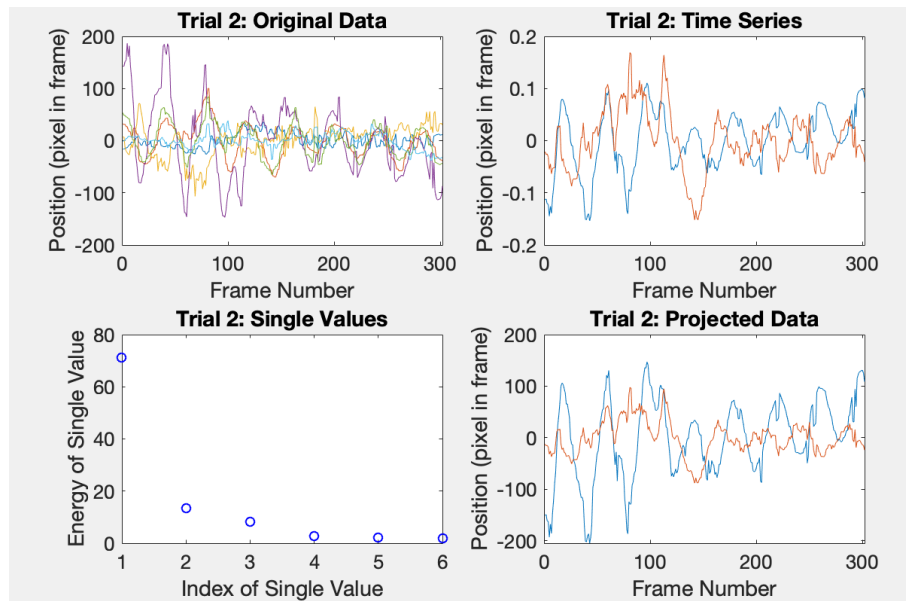 Trial 2: Original Data
200
100
0
-100
-200
Position (pixel in frame)
0 100 200 300
Frame Number
Trial 2: Time Series
0.2
0.1
0
-0.1
-0.2
Position (pixel in frame)
0 100 200 300
Frame Number
Trial 2: Single Values
80
60
40
20
0
Energy of Single Value
1 2 3 4 5 6
Index of Single Value
Trial 2: Projected Data
200
100
0
-100
-200
Position (pixel in frame)
0 100 200 300
Frame Number